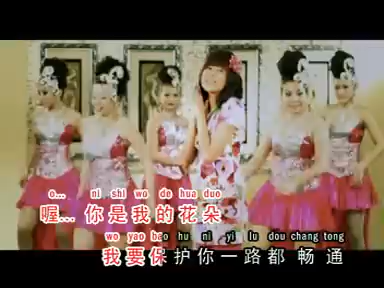 o... ni shi wo de hua duo
喔... 你是我的花朵
wo yao bao hu ni yi lu dou chang tong
我要保护你一路都畅通